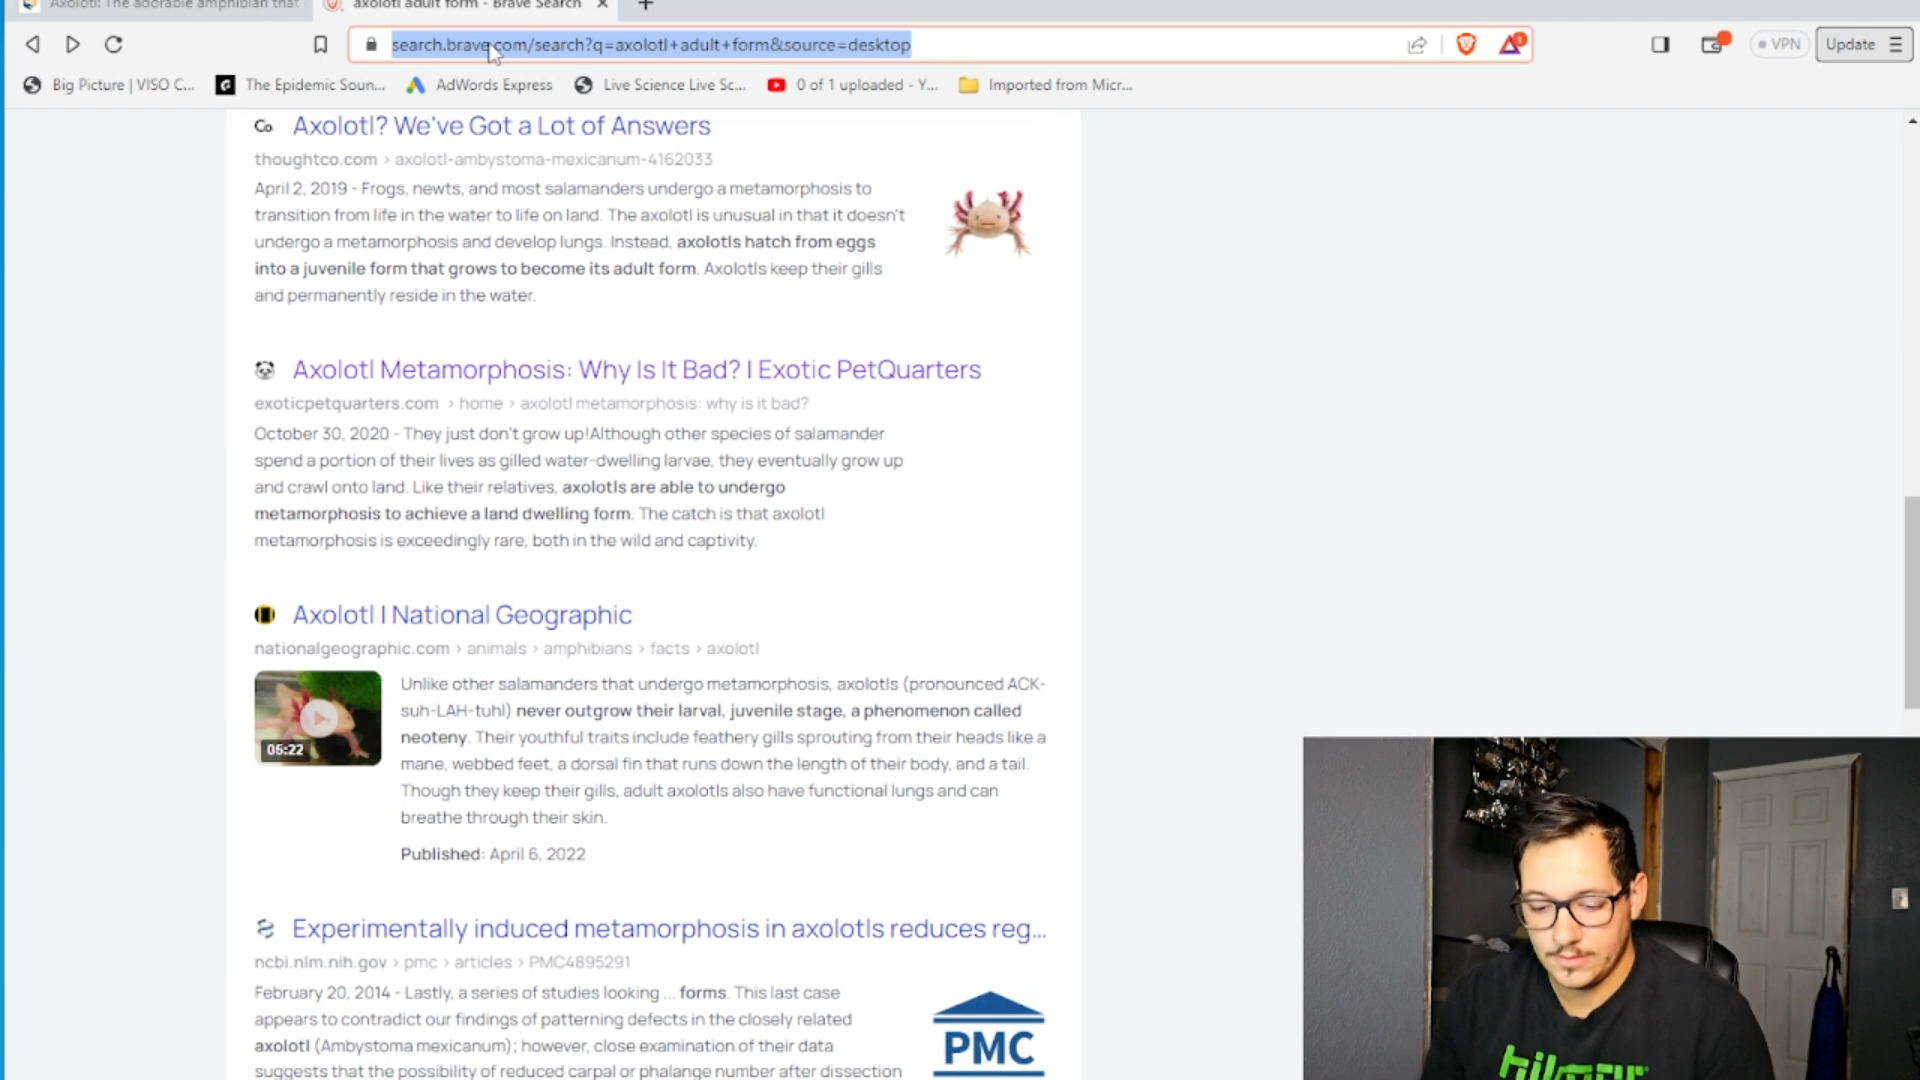 Axolotl: The adorable amphibian that
axolotl adult form - Brave Search
search.brave.com/search?q=axolotl+adult+form&source=desktop
VPN
Update
Big Picture | VISO C...
The Epidemic Soun...
AdWords Express
Live Science Live Sc...
0 of 1 uploaded - Y...
Imported from Micr...
Co. Axolotl? We've Got a Lot of Answers
thoughtco.com › axolotl-ambystoma-mexicanum-4162033
April 2, 2019 - Frogs, newts, and most salamanders undergo a metamorphosis to
transition from life in the water to life on land. The axolotl is unusual in that it doesn't
undergo a metamorphosis and develop lungs. Instead, axolotls hatch from eggs
into a juvenile form that grows to become its adult form. Axolotls keep their gills
and permanently reside in the water.
Axolotl Metamorphosis: Why Is It Bad? | Exotic PetQuarters
exoticpetquarters.com › home › axolotl metamorphosis: why is it bad?
October 30, 2020 - They just don't grow up!Although other species of salamander
spend a portion of their lives as gilled water-dwelling larvae, they eventually grow up
and crawl onto land. Like their relatives, axolotls are able to undergo
metamorphosis to achieve a land dwelling form. The catch is that axolotl
metamorphosis is exceedingly rare, both in the wild and captivity.
Axolotl | National Geographic
nationalgeographic.com › animals › amphibians › facts › axolotl
05:22
Unlike other salamanders that undergo metamorphosis, axolotls (pronounced ACK-
suh-LAH-tuhl) never outgrow their larval, juvenile stage, a phenomenon called
neoteny. Their youthful traits include feathery gills sprouting from their heads like a
mane, webbed feet, a dorsal fin that runs down the length of their body, and a tail.
Though they keep their gills, adult axolotls also have functional lungs and can
breathe through their skin.
Published: April 6, 2022
Experimentally induced metamorphosis in axolotls reduces reg...
ncbi.nlm.nih.gov › pmc › articles › PMC4895291
February 20, 2014 - Lastly, a series of studies looking ... forms. This last case
appears to contradict our findings of patterning defects in the closely related
axolotl (Ambystoma mexicanum); however, close examination of their data
suggests that the possibility of reduced carpal or phalange number after dissection
PMC